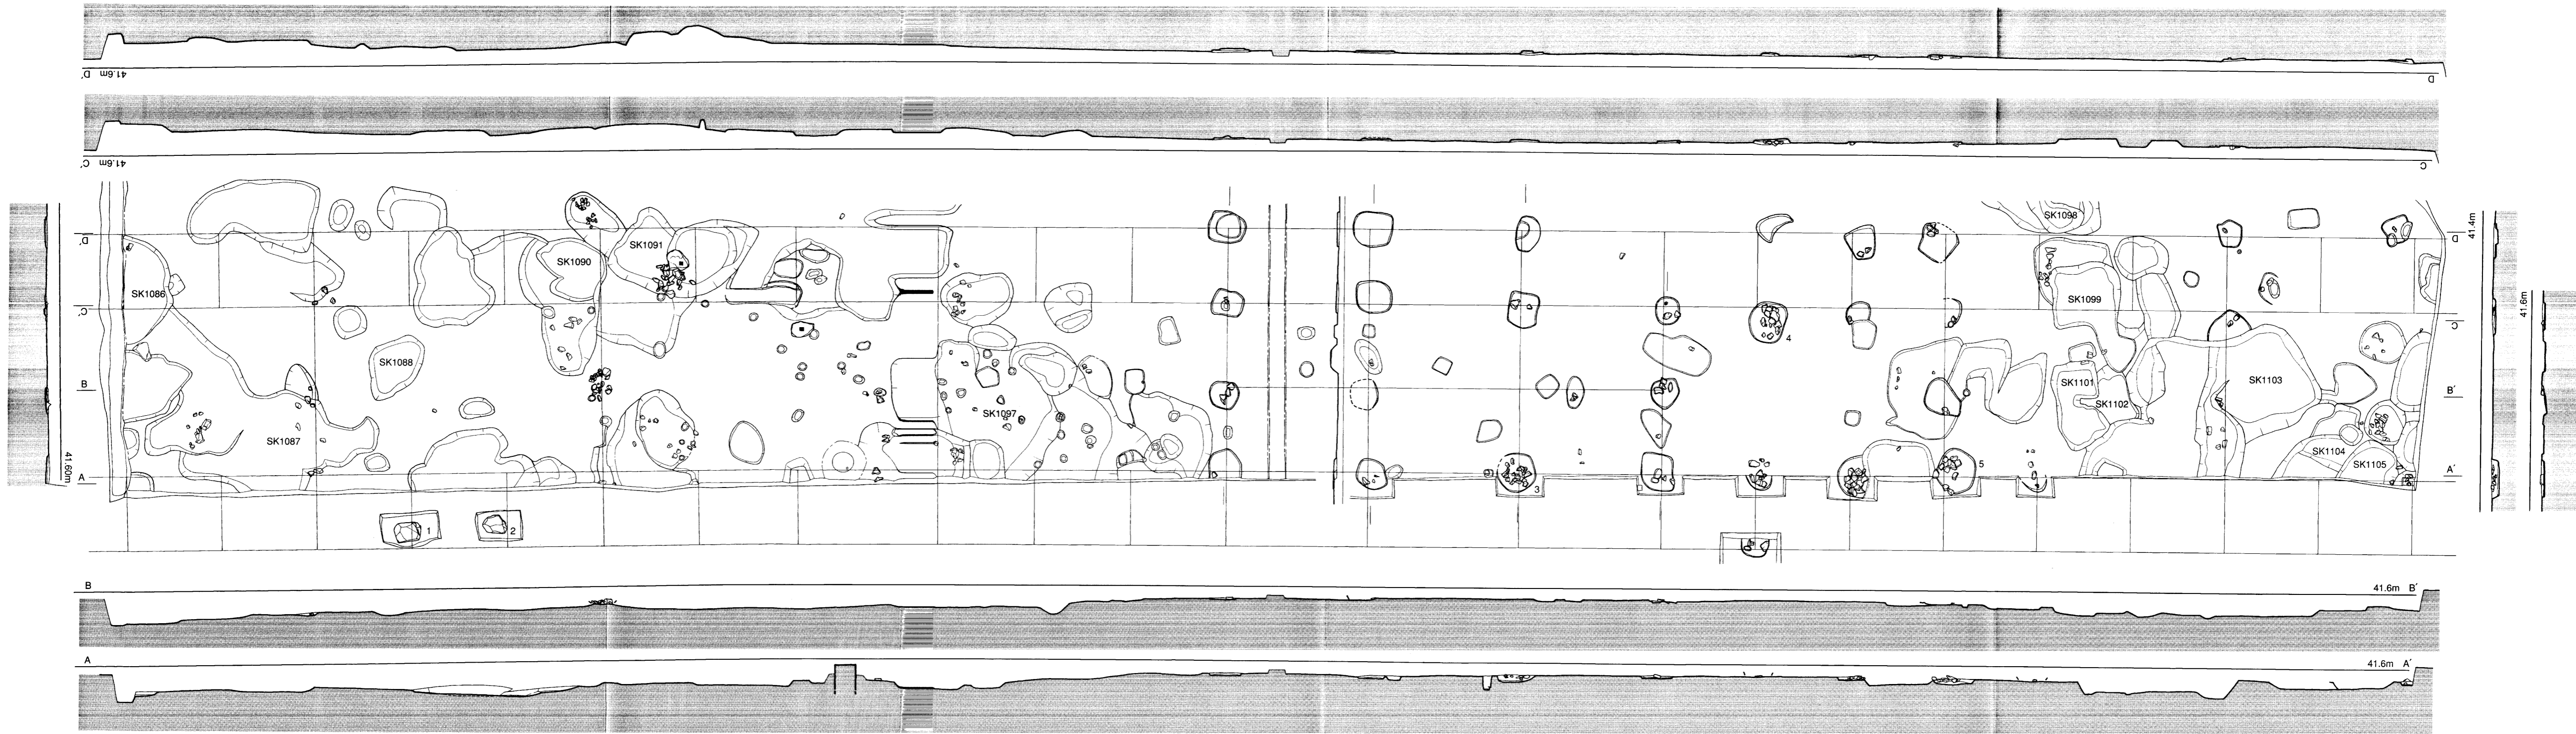 D' 41.6m D
C' 41.6m C
SK1098
D' D
41.4m
SK1091
SK1090
SK1086
SK1099
41.6m
C' C
4
SK1088
SK1103
SK1101
B B'
SK1102
SK1097
SK1087
SK1104
SK1105
5
41.60m
A A'
3
1 2
B 41.6m B'
A 41.6m A'